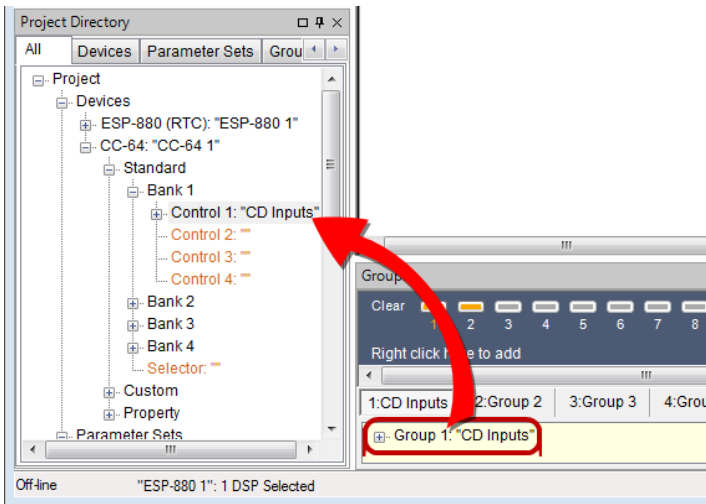 Project Directory
All Devices Parameter Sets Grou
Project
Devices
ESP-880 (RTC): "ESP-880 1"
CC-64: "CC-64 1"
Standard
Bank 1
Control 1: "CD Inputs"
Control 2: ""
Control 3: ""
Control 4: ""
Bank 2
Bank 3
Bank 4
Selector: ""
Custom
Property
Parameter Sets
Group
Clear
1 2 3 4 5 6 7 8
Right click here to add
1:CD Inputs 2:Group 2 3:Group 3 4:Grou
Group 1: "CD Inputs"
Off-line "ESP-880 1": 1 DSP Selected